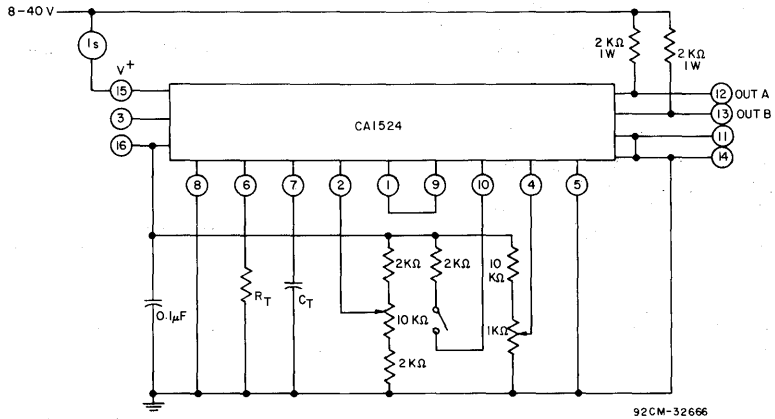 8-40 V
1s
V+
2 KΩ
1W
2 KΩ
1W
15
3
16
CA1524
12 OUT A
13 OUT B
11
14
8
6
7
2
1
9
10
4
5
2KΩ
2KΩ
10
KΩ
0.1μF
RT
CT
10 KΩ
1KΩ
2KΩ
92CM-32666